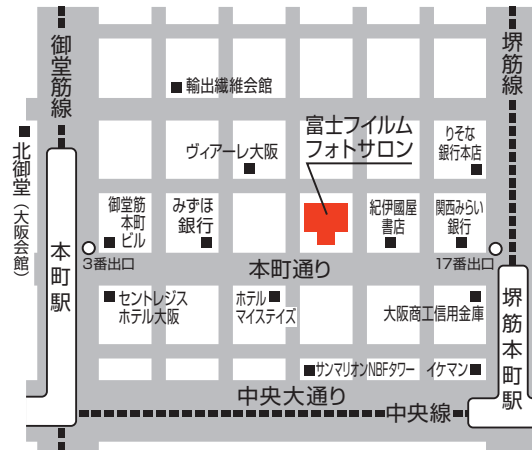 御堂筋線
堺筋線
輸出繊維会館
富士フイルム
フォトサロン
りそな
銀行本店
北御堂(大阪会館)
ヴィアーレ大阪
御堂筋
本町
ビル
みずほ
銀行
紀伊國屋
書店
関西みらい
銀行
本町駅
3番出口
本町通り
17番出口
セントレジス
ホテル大阪
ホテル
マイステイズ
大阪商工信用金庫
堺筋本町駅
サンマリオンNBFタワー
イケマン
中央大通り
中央線